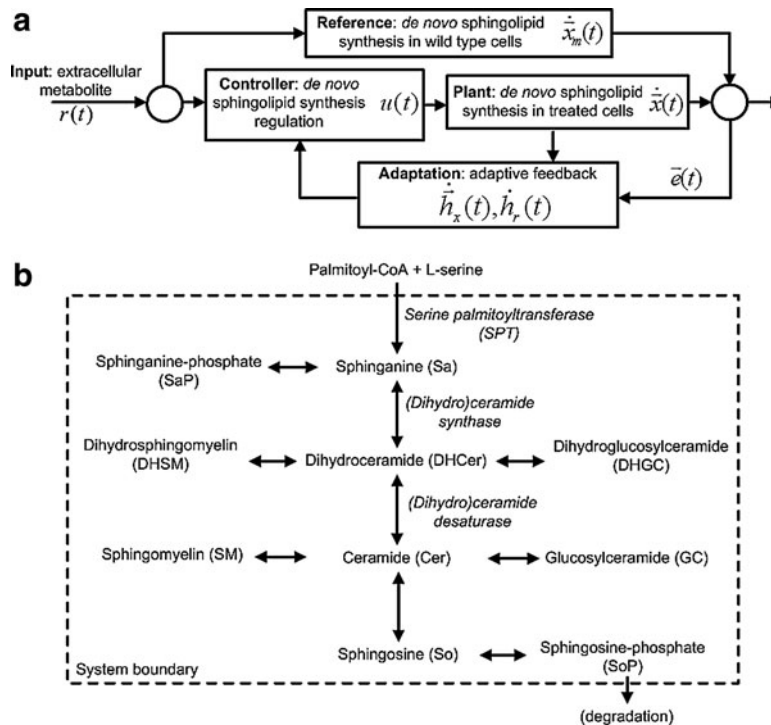 a
Reference: de novo sphingolipid
synthesis in wild type cells
ẋ̄ₘ(t)
Input: extracellular
metabolite
r(t)
Controller: de novo
sphingolipid synthesis
regulation
u(t)
Plant: de novo sphingolipid
synthesis in treated cells
ẋ̄(t)
Adaptation: adaptive feedback
ḣ̄ₓ(t), ḣᵣ(t)
ē(t)
b
Palmitoyl-CoA + L-serine
Serine palmitoyltransferase
(SPT)
Sphinganine-phosphate
(SaP)
Sphinganine (Sa)
(Dihydro)ceramide
synthase
Dihydrosphingomyelin
(DHSM)
Dihydroceramide (DHCer)
Dihydroglucosylceramide
(DHGC)
(Dihydro)ceramide
desaturase
Sphingomyelin (SM)
Ceramide (Cer)
Glucosylceramide (GC)
Sphingosine (So)
Sphingosine-phosphate
(SoP)
System boundary
(degradation)